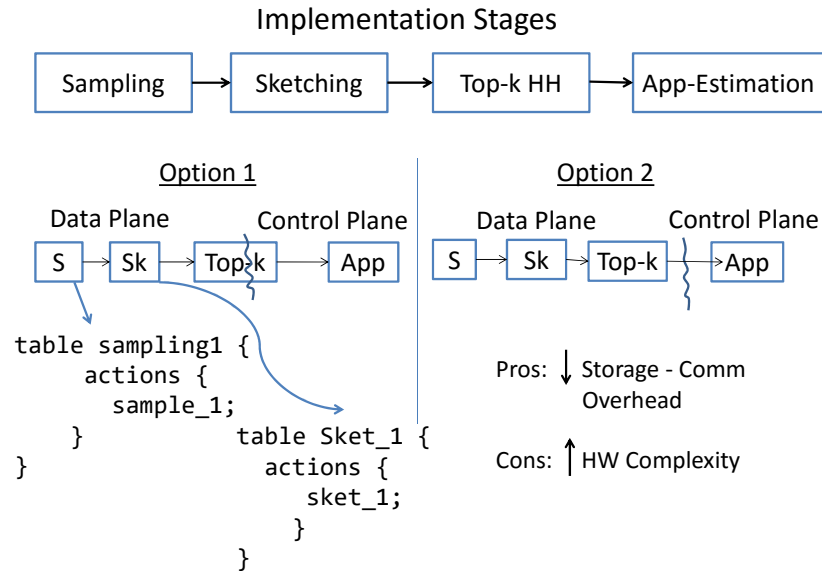 Implementation Stages
Sampling
Sketching
Top-k HH
App-Estimation
Option 1
Data Plane
Control Plane
S
Sk
Top-k
App
table sampling1 {
actions {
sample_1;
}
}
table Sket_1 {
actions {
sket_1;
}
}
Option 2
Data Plane
Control Plane
S
Sk
Top-k
App
Pros: ↓ Storage - Comm
Overhead
Cons: ↑ HW Complexity